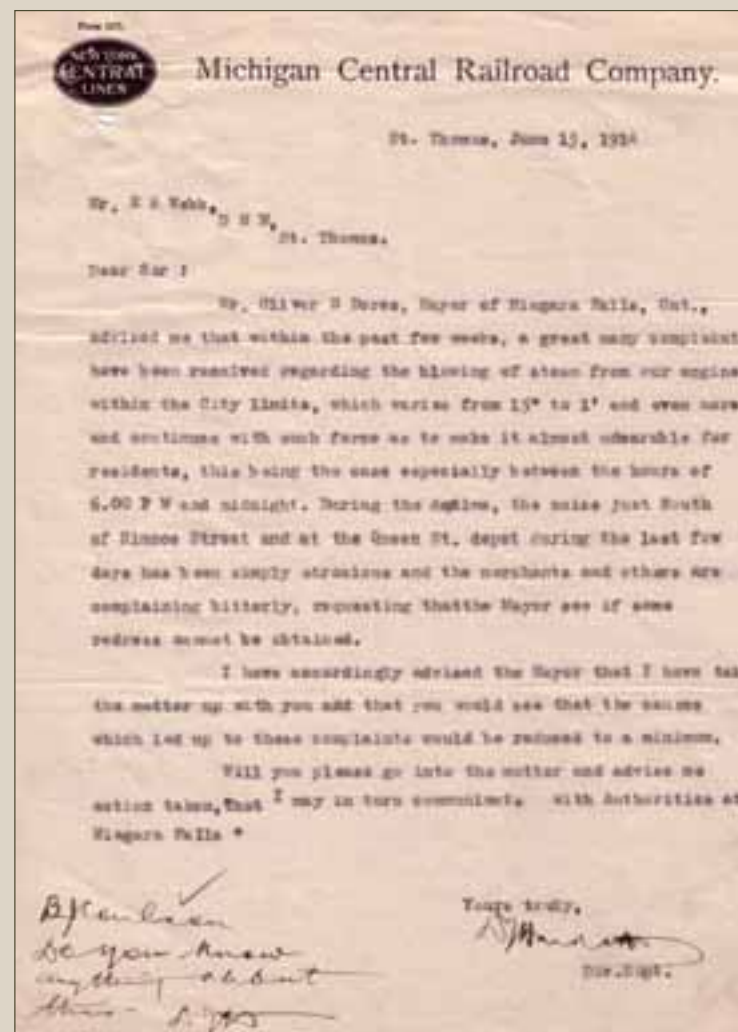 Form
NEW YORK
CENTRAL
LINES
Michigan Central Railroad Company.
St. Thomas, June 15, 191
Mr. Webb,
St. Thomas.
Dear Sar :
Mr. Oliver Dores, Mayor of Niagara Falls, Ont.,
advised me that within the past few weeks, a great many complaint
have been received regarding the blowing of steam from our engine
within the City limits, which varies from 15" to 1' and even more
and continues with such force as to make it almost for
residents, this being the case especially between the hours of
6.00 P M and midnight. During the the noise just South
of Simcoe Street and at the Queen St. depot during the last few
days has been simply atrocious and the merchants and others are
complaining bitterly, requesting thatthe Mayor see if some
redress cannot be obtained.
I have accordingly advised the Mayor that I have tak
the matter up with you and that you would see that the causes
which led up to these complaints would be reduced to a minimum.
Will you please go into the matter and advise me
action taken, that I may in turn with Authorities at
Niagara Falls
Yours truly,
Do you know
anything about
this